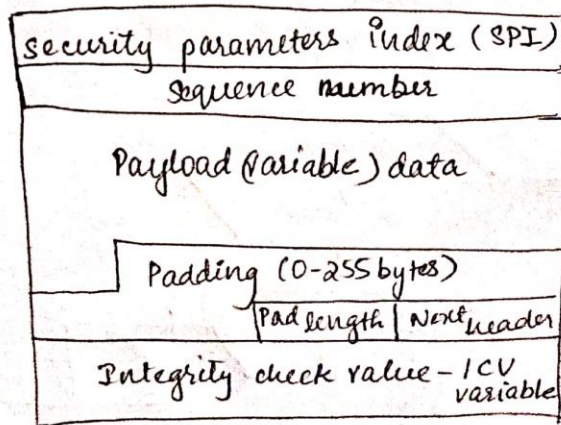 security parameters index (SPI)
Sequence number
Payload (variable) data
Padding (0-255 bytes)
Pad length | Next header
Integrity check value - ICV
variable